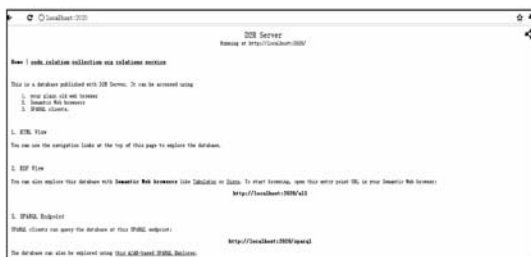 localhost:2020
D2R Server
Running at http://localhost:2020/
Home | code_relation collection ecp relations service
This is a database published with D2R Server. It can be accessed using
1. your plain old web browser
2. Semantic Web browsers
3. SPARQL clients.
1. HTML View
You can use the navigation links at the top of this page to explore the database.
2. RDF View
You can also explore this database with Semantic Web browsers like Tabulator or Disco. To start browsing, open this entry point URL in your Semantic Web browser:
http://localhost:2020/all
3. SPARQL Endpoint
SPARQL clients can query the database at this SPARQL endpoint:
http://localhost:2020/sparql
The database can also be explored using this AJAX-based SPARQL Explorer.